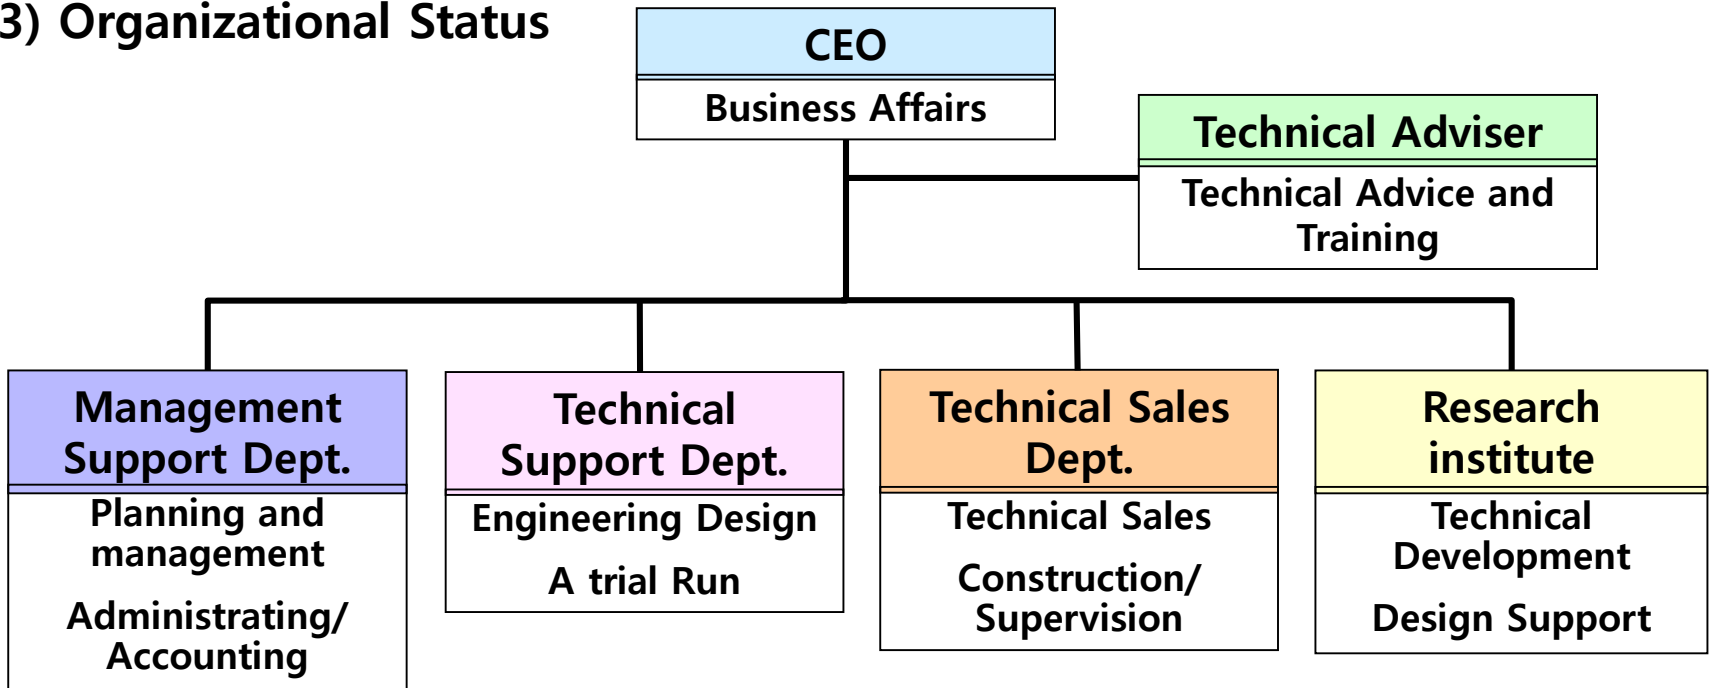 3) Organizational Status
CEO
Business Affairs
Technical Adviser
Technical Advice and
Training
Management
Support Dept.
Planning and
management
Administrating/
Accounting
Technical
Support Dept.
Engineering Design
A trial Run
Technical Sales
Dept.
Technical Sales
Construction/
Supervision
Research
institute
Technical
Development
Design Support